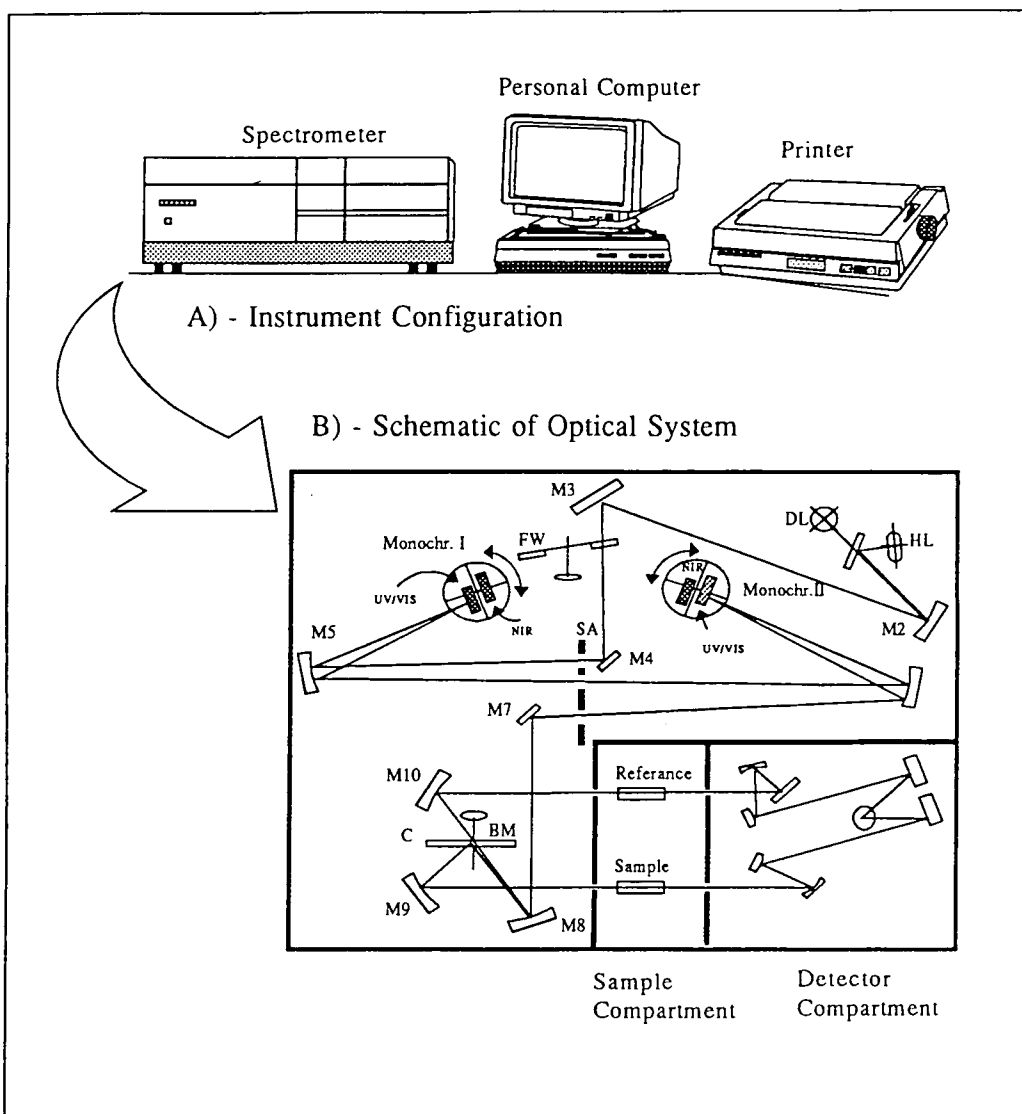 Personal Computer
Spectrometer
Printer
A) - Instrument Configuration
B) - Schematic of Optical System
M3
DL
HL
FW
Monochr. I
NIR
Monochr.II
UV/VIS
NIR
M5
SA
M4
UV/VIS
M2
M7
M10
Referance
C
BM
Sample
M9
M8
Sample
Compartment
Detector
Compartment